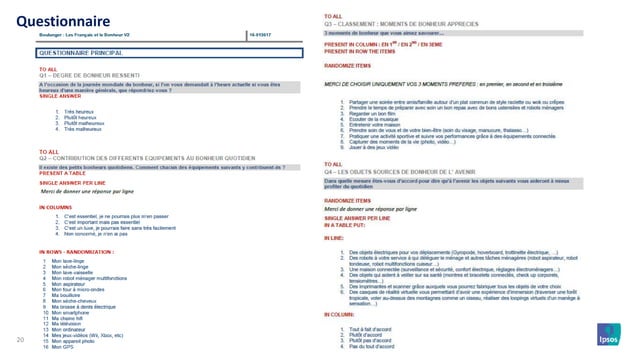 Questionnaire
Boulanger : Les Français et le Bonheur V2
16-013617
QUESTIONNAIRE PRINCIPAL
TO ALL
Q1 – DEGRE DE BONHEUR RESSENTI
A l'occasion de la journée mondiale du bonheur, si l'on vous demandait à l'heure actuelle si vous êtes
heureux d'une manière générale, que répondriez vous ?
SINGLE ANSWER
1. Très heureux
2. Plutôt heureux
3. Plutôt malheureux
4. Très malheureux
TO ALL
Q2 – CONTRIBUTION DES DIFFERENTS EQUIPEMENTS AU BONHEUR QUOTIDIEN
Il existe des petits bonheurs quotidiens. Comment chacun des équipements suivants y contribuent ils ?
PRESENT A TABLE
SINGLE ANSWER PER LINE
Merci de donner une réponse par ligne
IN COLUMNS
1. C'est essentiel, je ne pourrais plus m'en passer
2. C'est important mais pas essentiel
3. C'est un luxe, je pourrais faire sans très facilement
4. Non concerné, je n'en ai pas
IN ROWS - RANDOMIZATION :
1 Mon lave-linge
2 Mon sèche-linge
3 Mon lave-vaisselle
4 Mon robot ménager multifonctions
5 Mon aspirateur
6 Mon four à micro-ondes
7 Ma bouilloire
8 Mon sèche-cheveux
9 Ma brosse à dents électrique
10 Mon smartphone
11 Ma chaine hifi
12 Ma télévision
13 Mon ordinateur
14 Mes jeux-vidéos (Wii, Xbox, etc)
15 Mon appareil photo
16 Mon GPS
20
TO ALL
Q3 – CLASSEMENT : MOMENTS DE BONHEUR APPRECIES
3 moments de bonheur que vous aimez savourer…
PRESENT IN COLUMN : EN 1ER / EN 2ND / EN 3EME
PRESENT IN ROW THE ITEMS
RANDOMIZE ITEMS
MERCI DE CHOISIR UNIQUEMENT VOS 3 MOMENTS PREFERES : en premier, en second et en troisième
1. Partager une soirée entre amis/famille autour d'un plat convivial de style raclette ou wok ou crêpes
2. Prendre le temps de préparer avec soin un bon repas avec de bons ustensiles et robots ménagers
3. Regarder un bon film
4. Ecouter de la musique
5. Entretenir votre maison
6. Prendre soin de vous et de votre bien-être (soin du visage, manucure, thalasso…)
7. Pratiquer une activité sportive et suivre vos performances grâce à des équipements connectés
8. Capturer des moments de la vie (photo, vidéo…)
9. Jouer à des jeux vidéo
TO ALL
Q4 – LES OBJETS SOURCES DE BONHEUR DE L' AVENIR
Dans quelle mesure êtes-vous d'accord pour dire qu'à l'avenir les objets suivants vous aideront à mieux
profiter du quotidien
RANDOMIZE ITEMS
Merci de donner une réponse par ligne
SINGLE ANSWER PER LINE
IN A TABLE PUT:
IN LINE:
1. Des objets électriques pour vos déplacements (Gyropode, hoverboard, trottinette électrique, …)
2. Des robots à votre service à qui déléguer le ménage et autres tâches ménagères (robot aspirateur, robot
tondeuse, robot multifonction cuiseur…)
3. Une maison connectée (surveillance et sécurité, confort électrique, réglages électroménagers…)
4. Des objets qui aident à veiller sur sa santé (montres et bracelets connectés, check up corporels,
tensiomètres…)
5. Des imprimantes et scanner grâce auxquels vous pourrez fabriquer tous les objets de votre choix
6. Des casques de réalité virtuelle vous permettant d'avoir une expérience d'immersion (traverser une forêt
tropicale, voler au-dessus des montagnes comme un oiseau, réaliser des loopings virtuels d'un manège à
sensation…)
IN COLUMN:
1. Tout à fait d'accord
2. Plutôt d'accord
3. Plutôt pas d'accord
4. Pas du tout d'accord
Ipsos